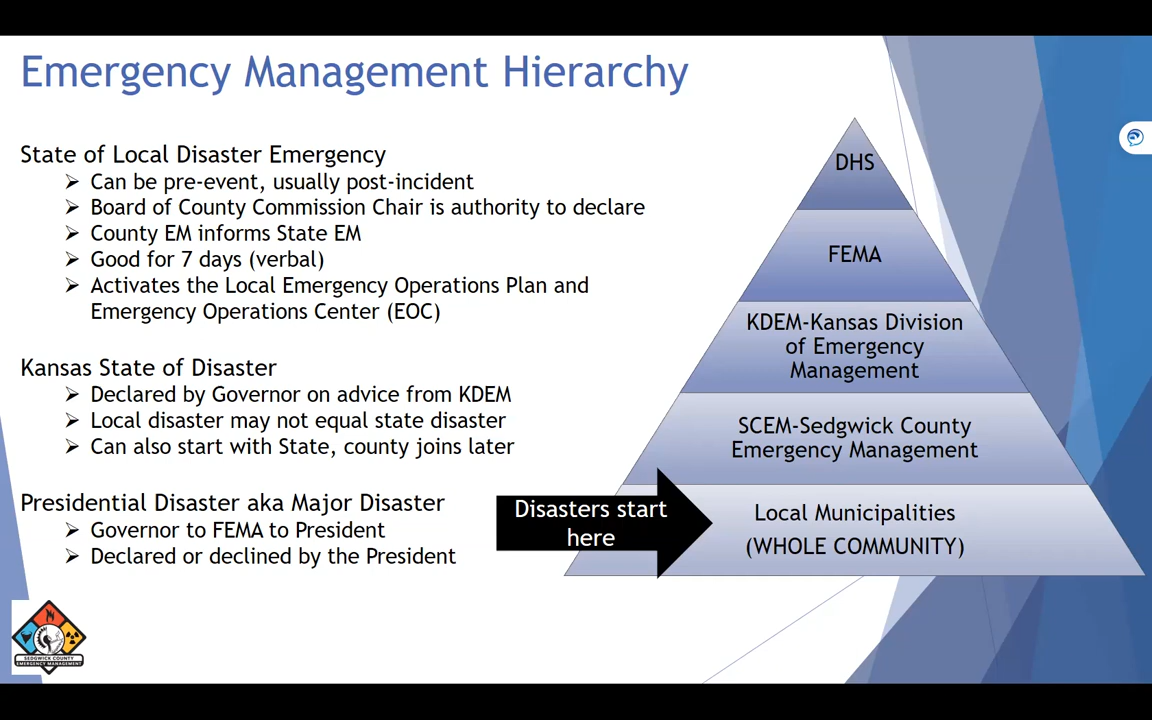 Emergency Management Hierarchy
State of Local Disaster Emergency
➢ Can be pre-event, usually post-incident
➢ Board of County Commission Chair is authority to declare
➢ County EM informs State EM
➢ Good for 7 days (verbal)
➢ Activates the Local Emergency Operations Plan and
Emergency Operations Center (EOC)
Kansas State of Disaster
➢ Declared by Governor on advice from KDEM
➢ Local disaster may not equal state disaster
➢ Can also start with State, county joins later
Presidential Disaster aka Major Disaster
➢ Governor to FEMA to President
➢ Declared or declined by the President
DHS
FEMA
KDEM-Kansas Division
of Emergency
Management
SCEM-Sedgwick County
Emergency Management
Disasters start
here
Local Municipalities
(WHOLE COMMUNITY)
SEDGWICK COUNTY
EMERGENCY MANAGEMENT